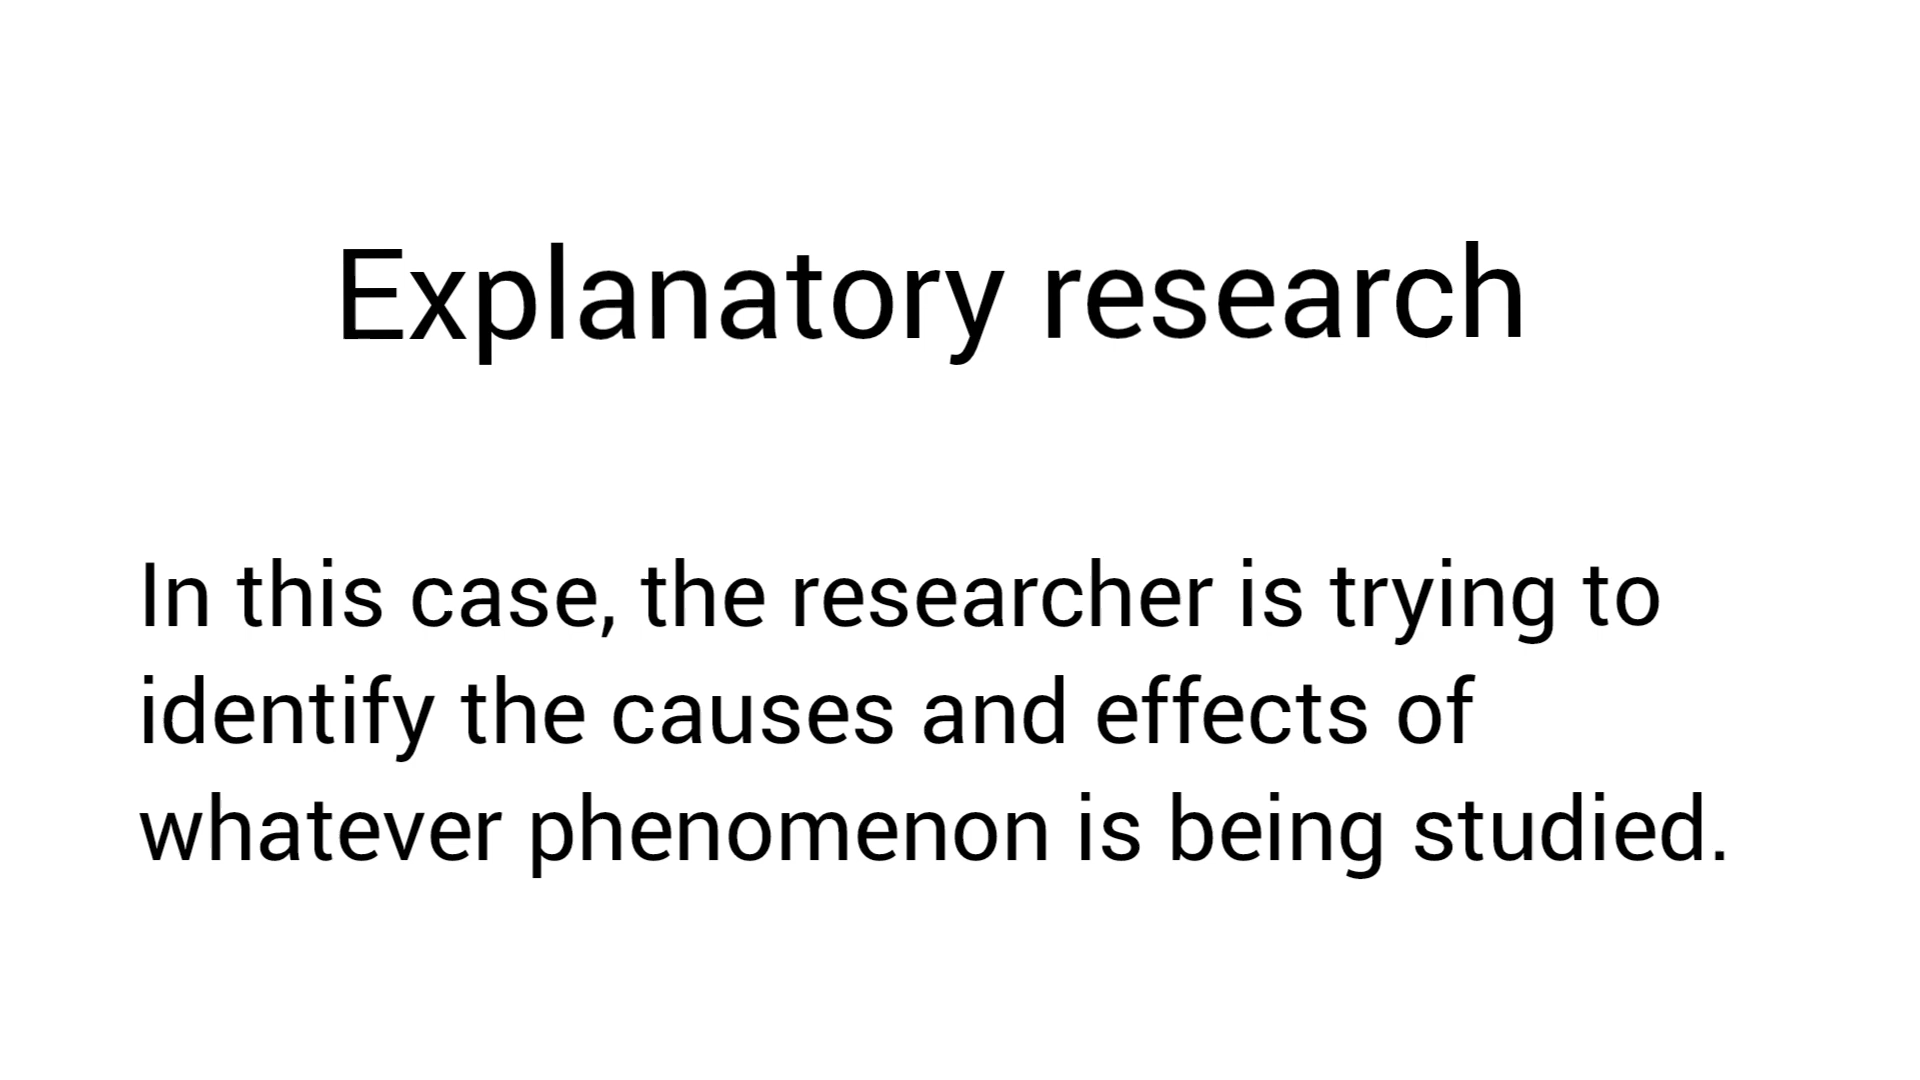 Explanatory research
In this case, the researcher is trying to
identify the causes and effects of
whatever phenomenon is being studied.